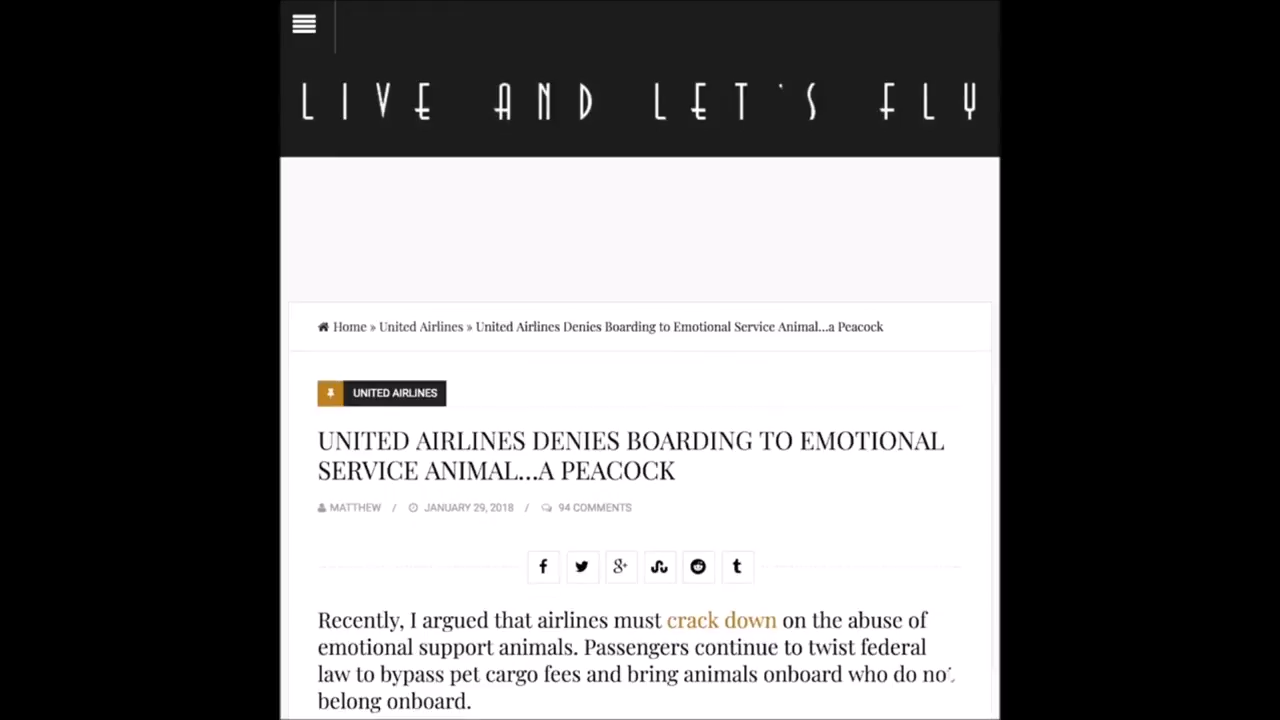 LIVE AND LET'S FLY
Home » United Airlines » United Airlines Denies Boarding to Emotional Service Animal...a Peacock
UNITED AIRLINES
UNITED AIRLINES DENIES BOARDING TO EMOTIONAL
SERVICE ANIMAL...A PEACOCK
MATTHEW / JANUARY 29, 2018 / 94 COMMENTS
Recently, I argued that airlines must crack down on the abuse of
emotional support animals. Passengers continue to twist federal
law to bypass pet cargo fees and bring animals onboard who do not
belong onboard.